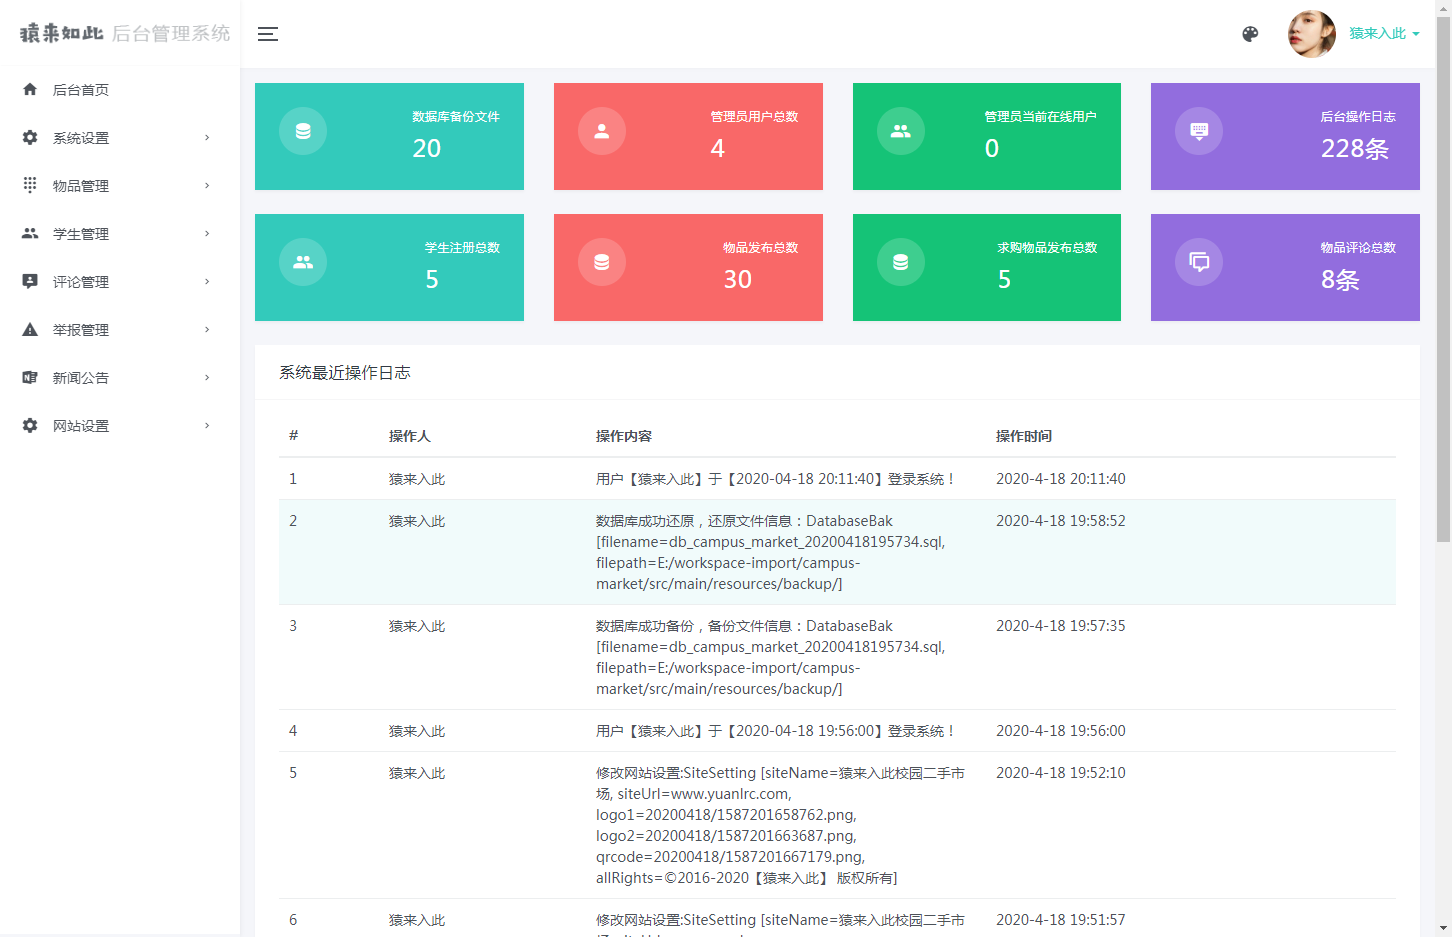 猿来如此 后台管理系统
猿来入此
后台首页
系统设置
物品管理
学生管理
评论管理
举报管理
新闻公告
网站设置
数据库备份文件
20
管理员用户总数
4
管理员当前在线用户
0
后台操作日志
228条
学生注册总数
5
物品发布总数
30
求购物品发布总数
5
物品评论总数
8条
系统最近操作日志
# 操作人 操作内容 操作时间
1 猿来入此 用户【猿来入此】于【2020-04-18 20:11:40】登录系统！ 2020-4-18 20:11:40
2 猿来入此 数据库成功还原，还原文件信息：DatabaseBak 2020-4-18 19:58:52
[filename=db_campus_market_20200418195734.sql,
filepath=E:/workspace-import/campus-
market/src/main/resources/backup/]
3 猿来入此 数据库成功备份，备份文件信息：DatabaseBak 2020-4-18 19:57:35
[filename=db_campus_market_20200418195734.sql,
filepath=E:/workspace-import/campus-
market/src/main/resources/backup/]
4 猿来入此 用户【猿来入此】于【2020-04-18 19:56:00】登录系统！ 2020-4-18 19:56:00
5 猿来入此 修改网站设置:SiteSetting [siteName=猿来入此校园二手市 2020-4-18 19:52:10
场, siteUrl=www.yuanlrc.com,
logo1=20200418/1587201658762.png,
logo2=20200418/1587201663687.png,
qrcode=20200418/1587201667179.png,
allRights=©2016-2020【猿来入此】 版权所有]
6 猿来入此 修改网站设置:SiteSetting [siteName=猿来入此校园二手市 2020-4-18 19:51:57